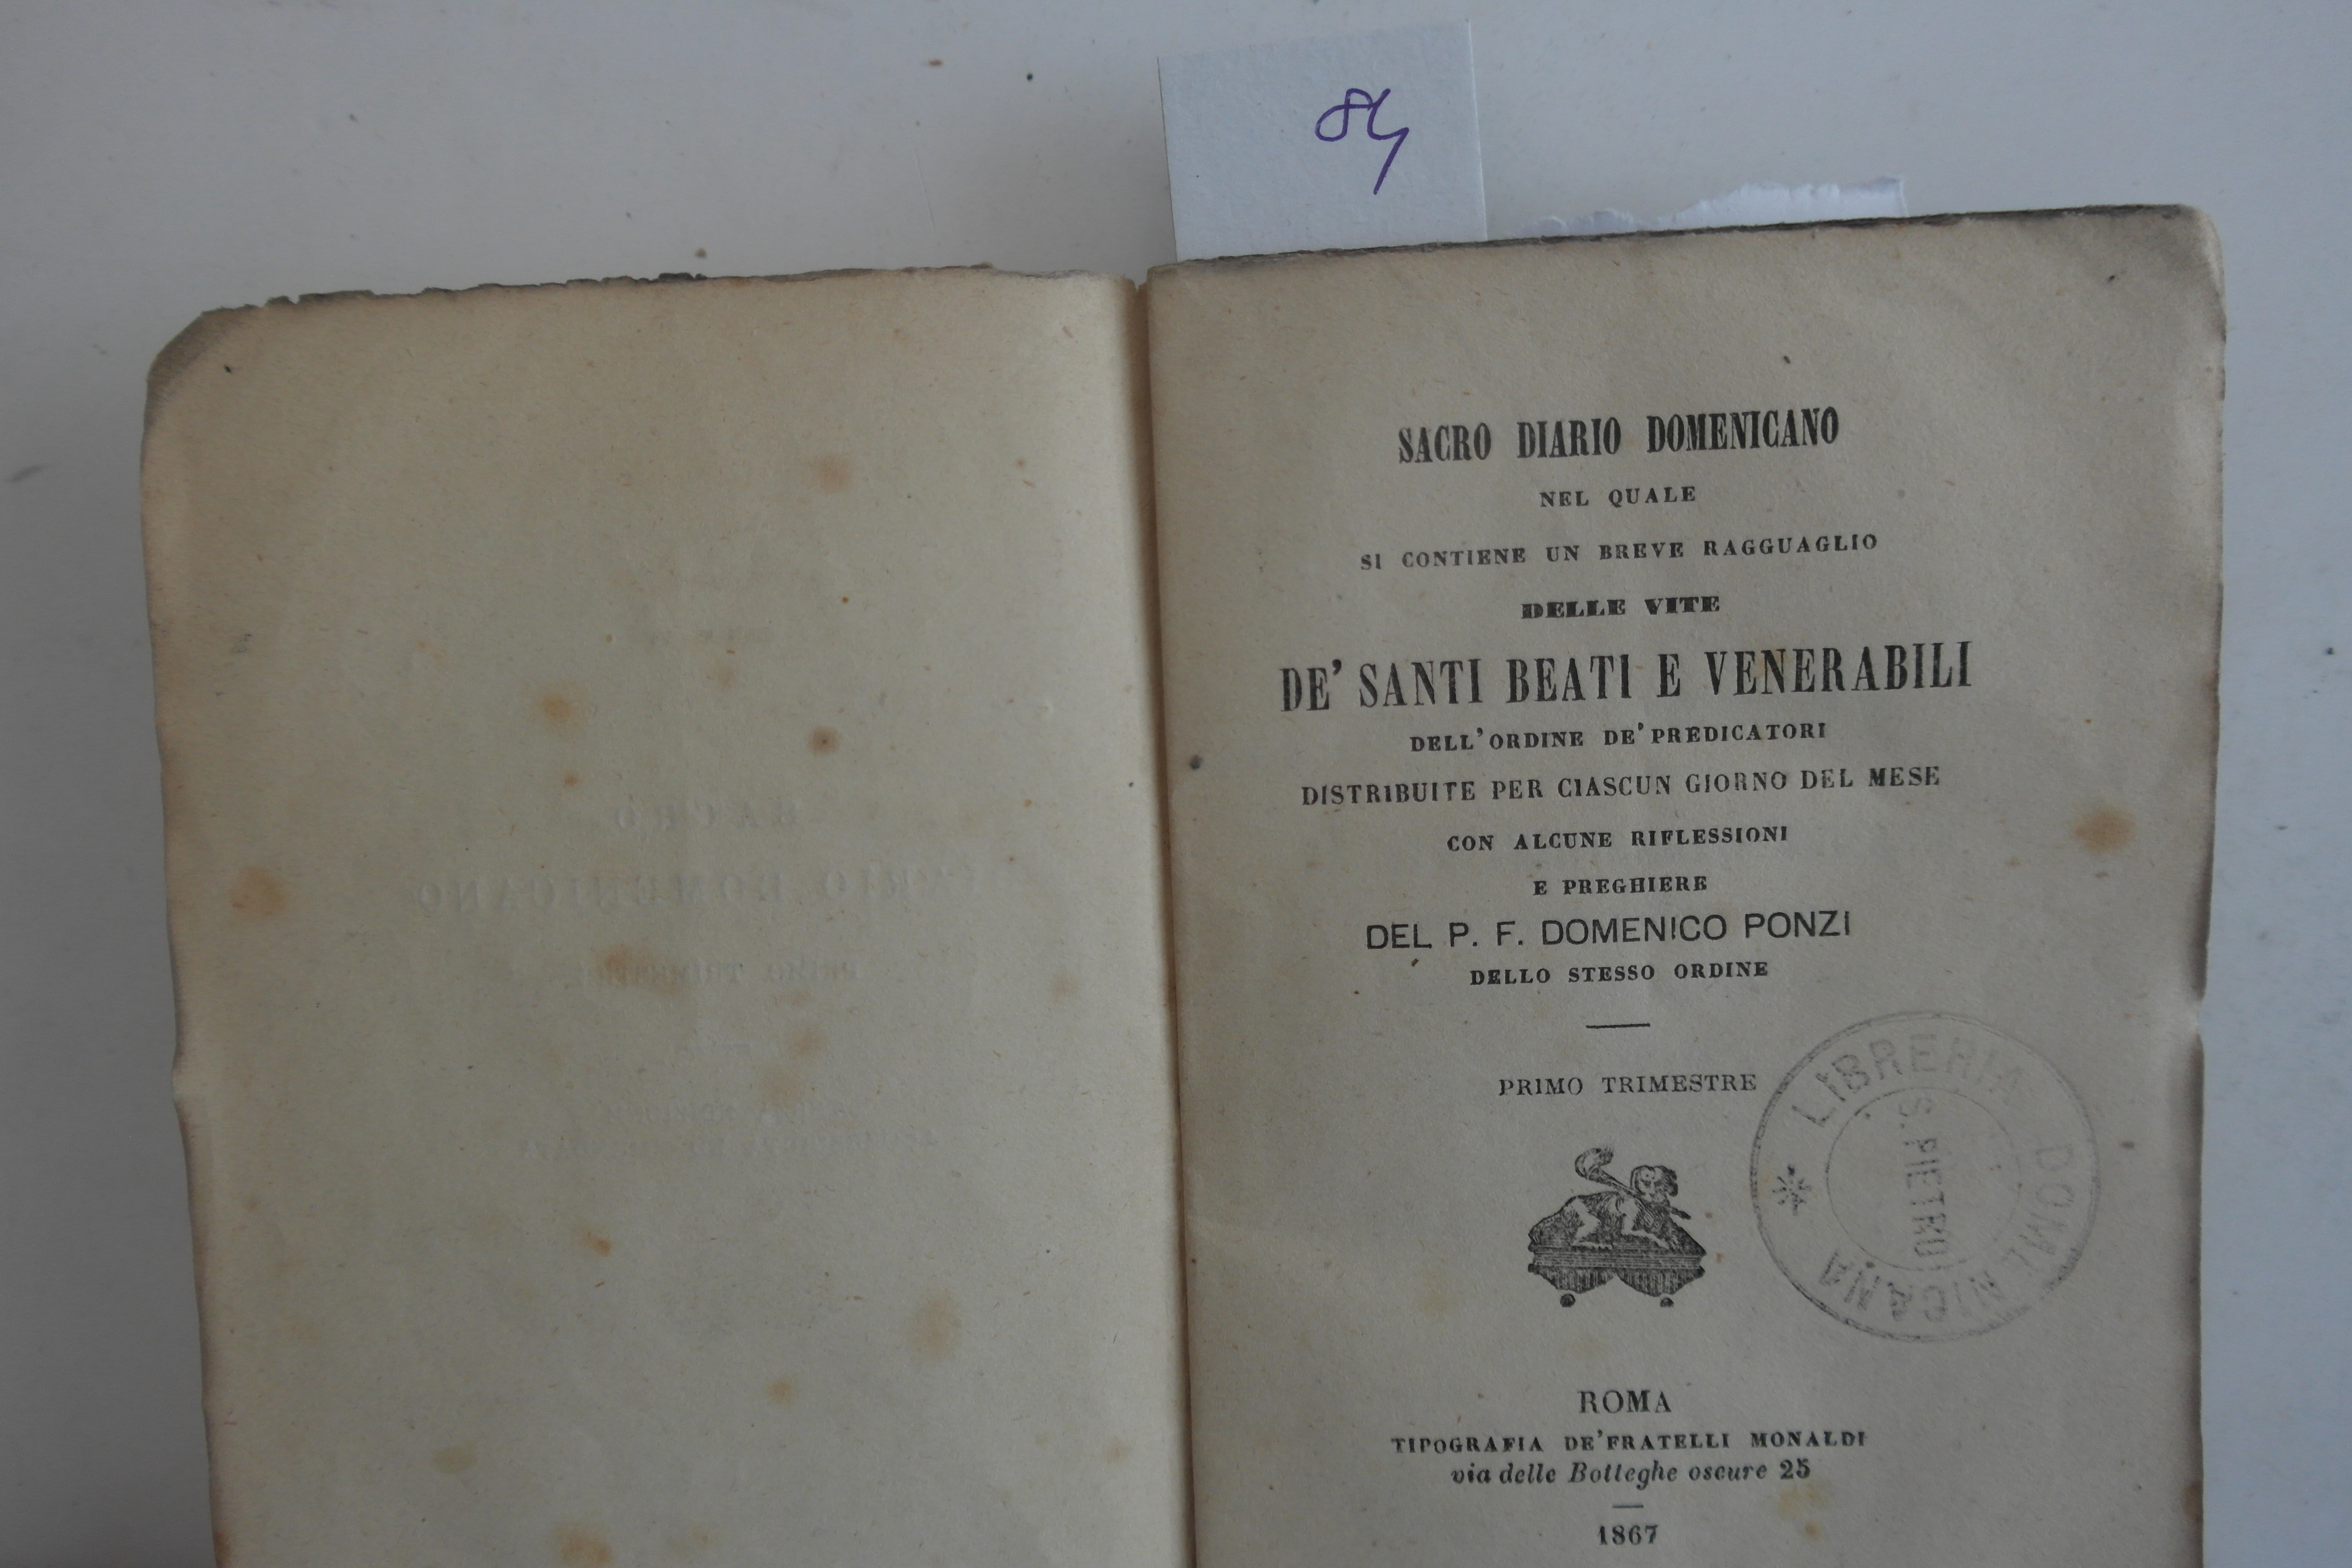 84
SACRO DIARIO DOMENICANO
NEL QUALE
SI CONTIENE UN BREVE RAGGUAGLIO
DELLE VITE
DE' SANTI BEATI E VENERABILI
DELL'ORDINE DE' PREDICATORI
DISTRIBUITE PER CIASCUN GIORNO DEL MESE
CON ALCUNE RIFLESSIONI
E PREGHIERE
DEL P. F. DOMENICO PONZI
DELLO STESSO ORDINE
PRIMO TRIMESTRE
LIBRERIA DOMENICANA
S. PIETRO
ROMA
TIPOGRAFIA DE'FRATELLI MONALDI
via delle Botteghe oscure 25
1867